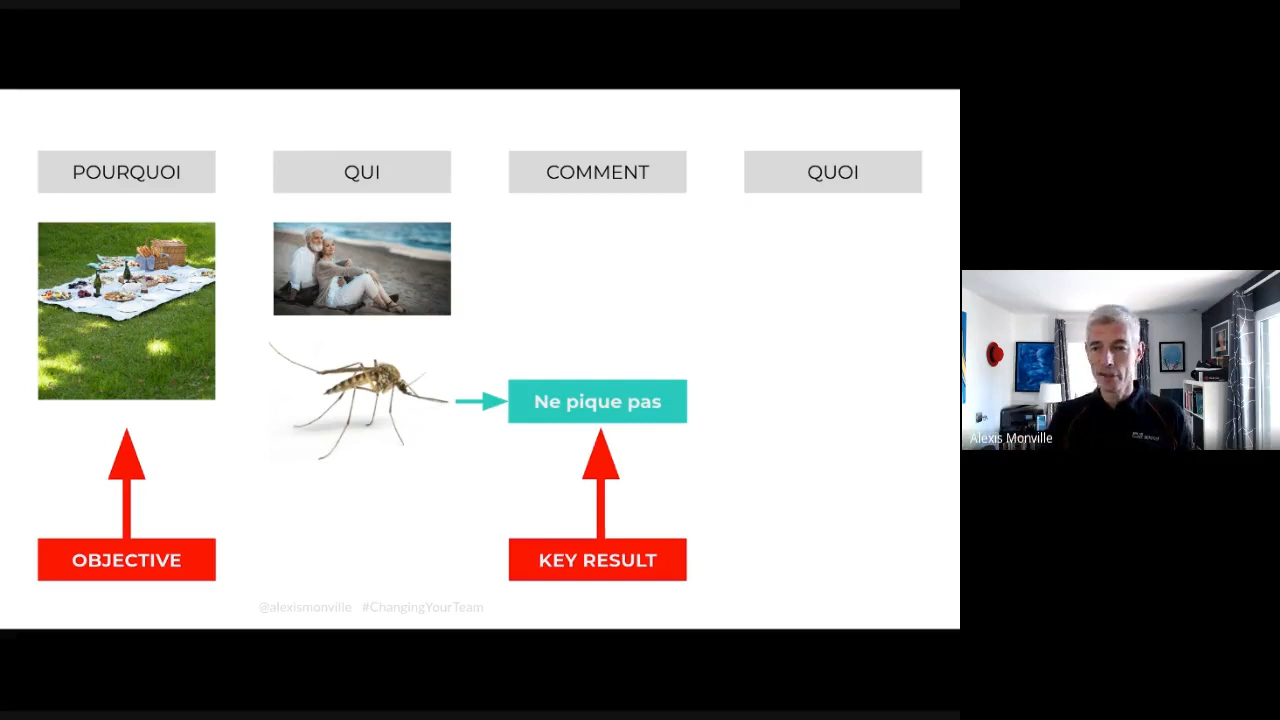 POURQUOI
QUI
COMMENT
QUOI
Ne pique pas
OBJECTIVE
KEY RESULT
@alexismonville #ChangingYourTeam
Alexis Monville